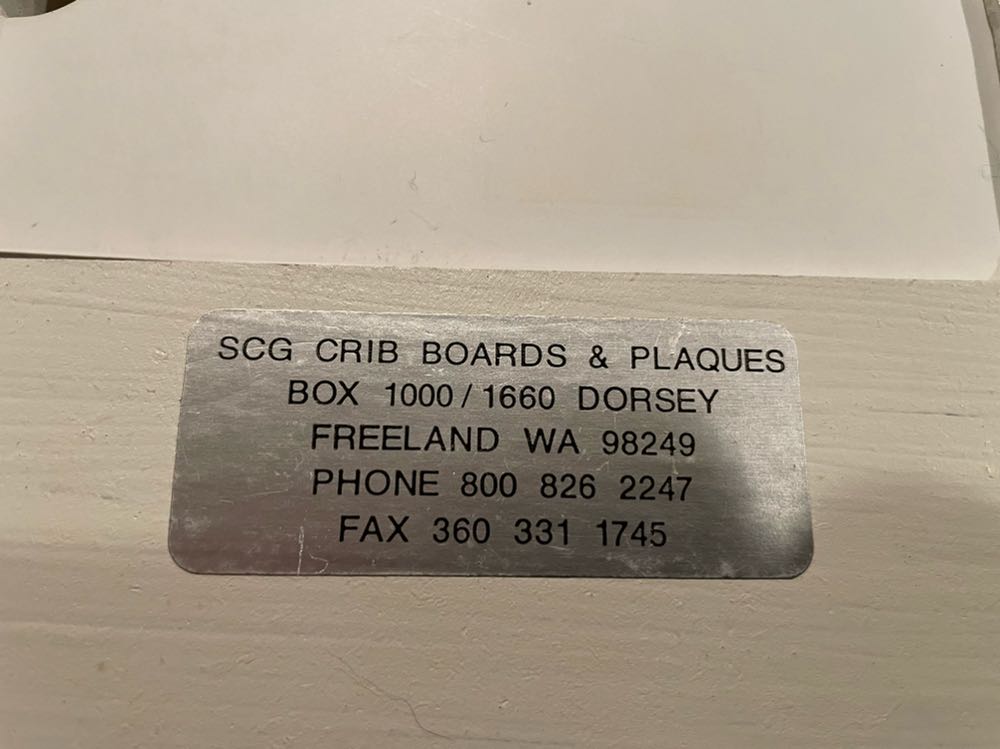 SCG CRIB BOARDS & PLAQUES
BOX 1000/1660 DORSEY
FREELAND WA 98249
PHONE 800 826 2247
FAX 360 331 1745